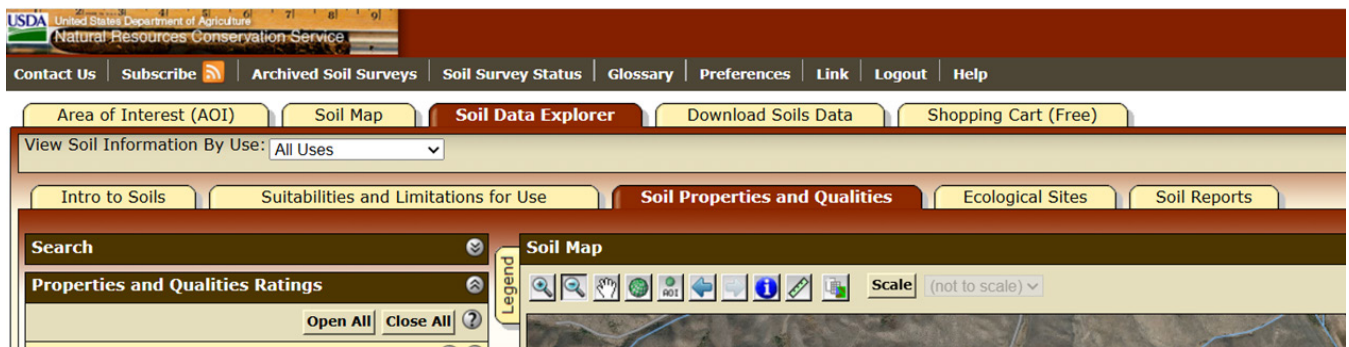 7| 8| 9|
USDA United States Department of Agriculture
Natural Resources Conservation Service
Contact Us Subscribe Archived Soil Surveys Soil Survey Status Glossary Preferences Link Logout Help
Area of Interest (AOI) Soil Map Soil Data Explorer Download Soils Data Shopping Cart (Free)
View Soil Information By Use: All Uses
Intro to Soils Suitabilities and Limitations for Use Soil Properties and Qualities Ecological Sites Soil Reports
Search
Properties and Qualities Ratings
Open All Close All ?
Legend
Soil Map
AOI i Scale (not to scale)